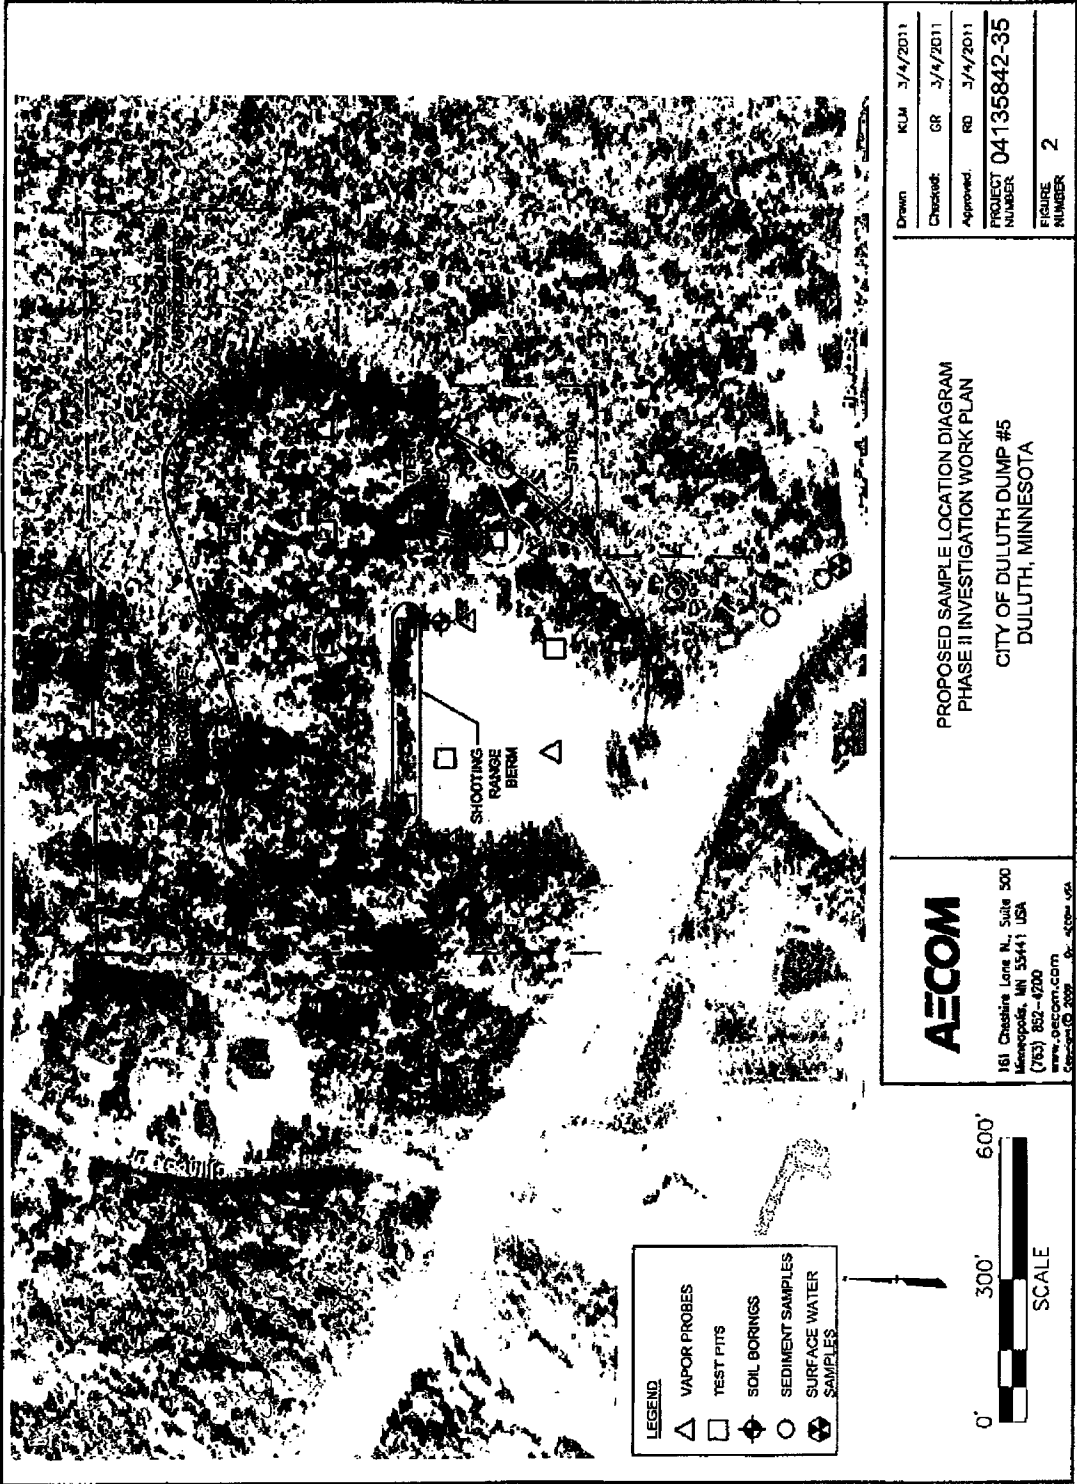 SHOOTING
RANGE
BERM
STREAM
LEGEND
VAPOR PROBES
TEST PITS
SOIL BORINGS
SEDIMENT SAMPLES
SURFACE WATER
SAMPLES
0' 300' 600'
SCALE
AECOM
161 Cheshire Lane N., Suite 500
Minneapolis, MN 55441 USA
(763) 852-4200
www.aecom.com
PROPOSED SAMPLE LOCATION DIAGRAM
PHASE II INVESTIGATION WORK PLAN
CITY OF DULUTH DUMP #5
DULUTH, MINNESOTA
Drawn KLM 3/4/2011
Checked: GR 3/4/2011
Approved: RD 3/4/2011
PROJECT NUMBER 04135842-35
FIGURE NUMBER 2